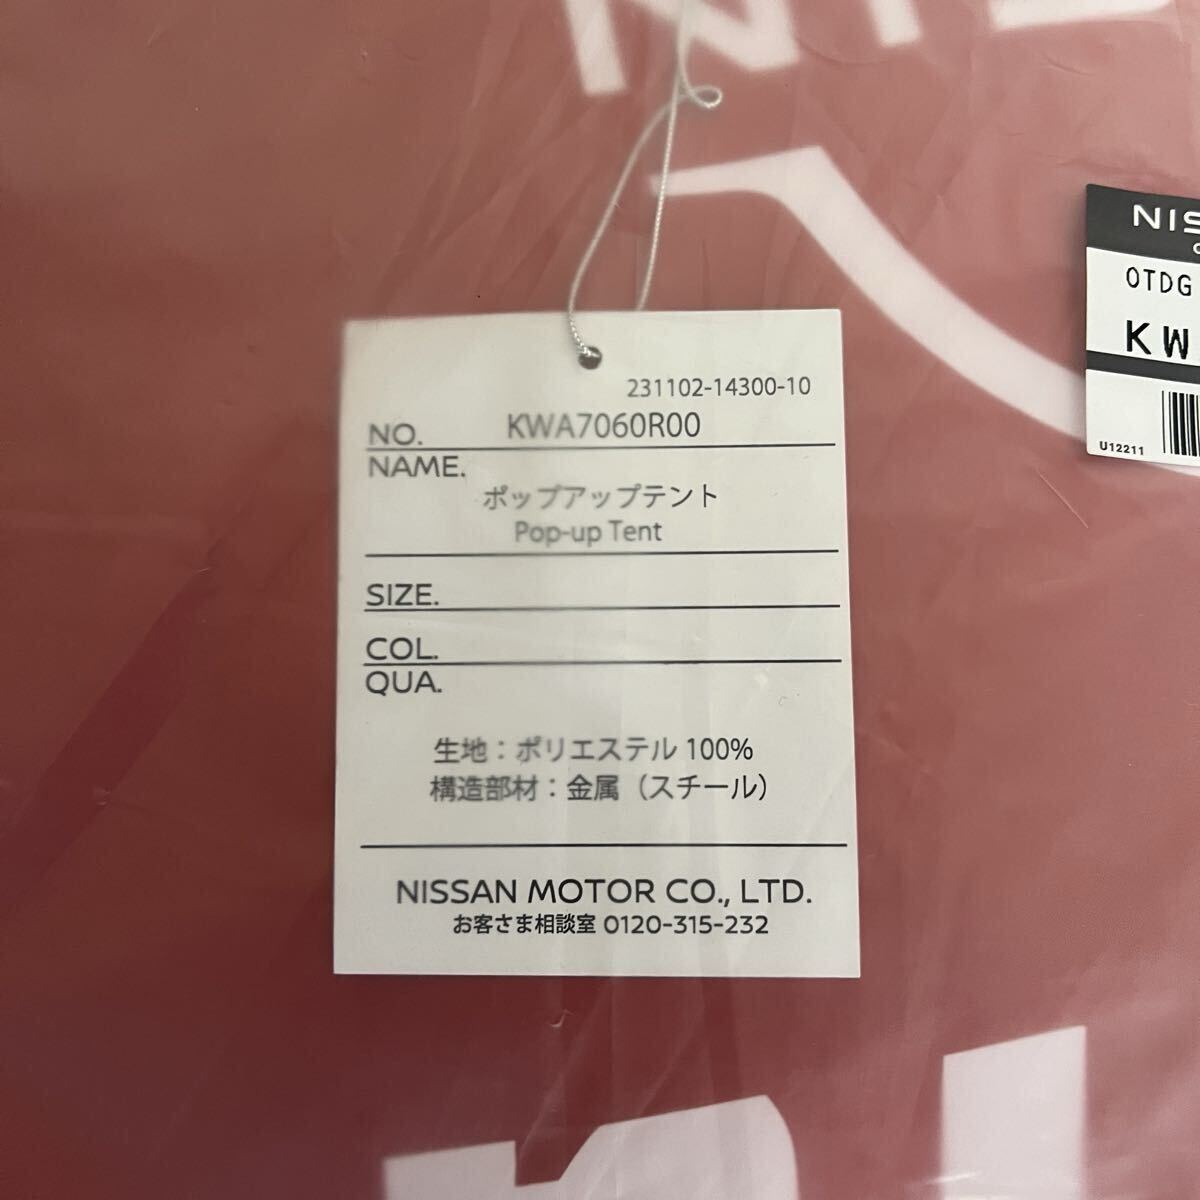 NIS
231102-14300-10
NO. KWA7060R00
NAME.
ポップアップテント
Pop-up Tent
SIZE.
COL.
QUA.
生地：ポリエステル 100%
構造部材：金属（スチール）
NISSAN MOTOR CO., LTD.
お客さま相談室 0120-315-232
NIS
OTDG
KW
U12211